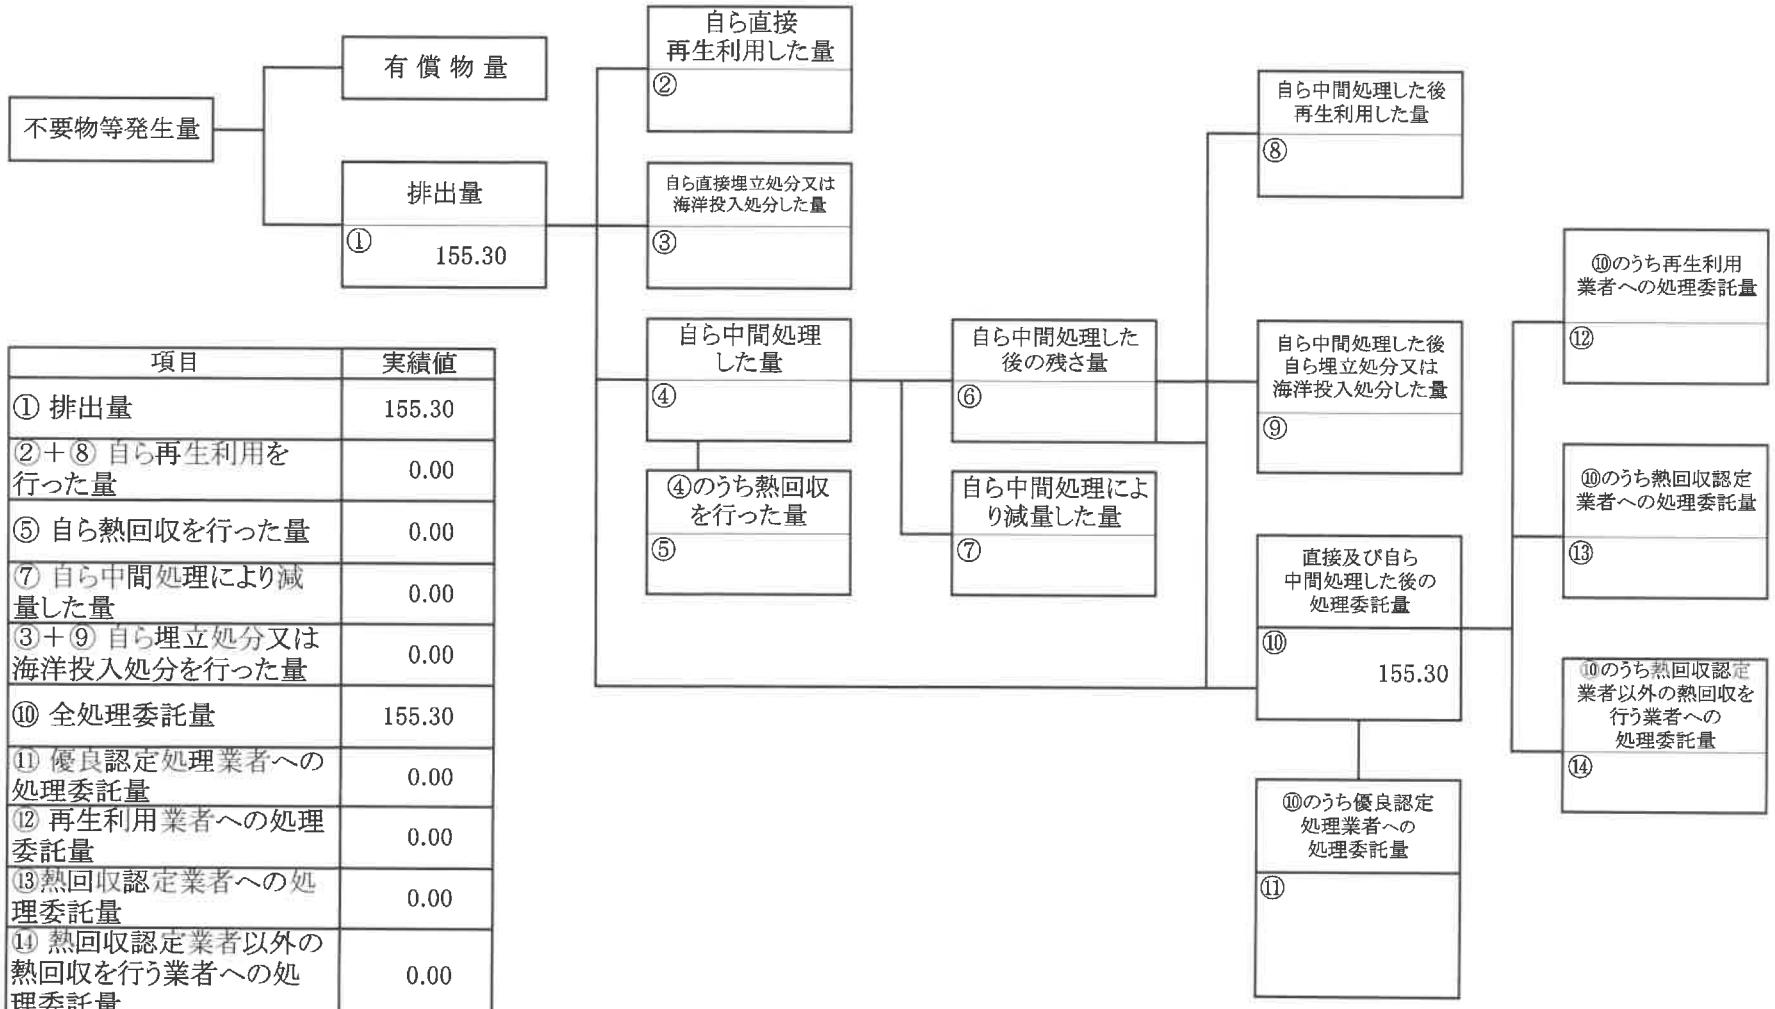 不要物等発生量
有償物量
排出量
①
155.30
自ら直接
再生利用した量
②
自ら直接埋立処分又は
海洋投入処分した量
③
自ら中間処理
した量
④
④のうち熱回収
を行った量
⑤
自ら中間処理した
後の残さ量
⑥
自ら中間処理によ
り減量した量
⑦
自ら中間処理した後
再生利用した量
⑧
自ら中間処理した後
自ら埋立処分又は
海洋投入処分した量
⑨
直接及び自ら
中間処理した後の
処理委託量
⑩
155.30
⑩のうち優良認定
処理業者への
処理委託量
⑪
⑩のうち再生利用
業者への処理委託量
⑫
⑩のうち熱回収認定
業者への処理委託量
⑬
⑩のうち熱回収認定
業者以外の熱回収を
行う業者への
処理委託量
⑭
項目 実績値
① 排出量 155.30
②＋⑧ 自ら再生利用を
行った量 0.00
⑤ 自ら熱回収を行った量 0.00
⑦ 自ら中間処理により減
量した量 0.00
③＋⑨ 自ら埋立処分又は
海洋投入処分を行った量 0.00
⑩ 全処理委託量 155.30
⑪ 優良認定処理業者への
処理委託量 0.00
⑫ 再生利用業者への処理
委託量 0.00
⑬熱回収認定業者への処
理委託量 0.00
⑭ 熱回収認定業者以外の
熱回収を行う業者への処 0.00
理委託量